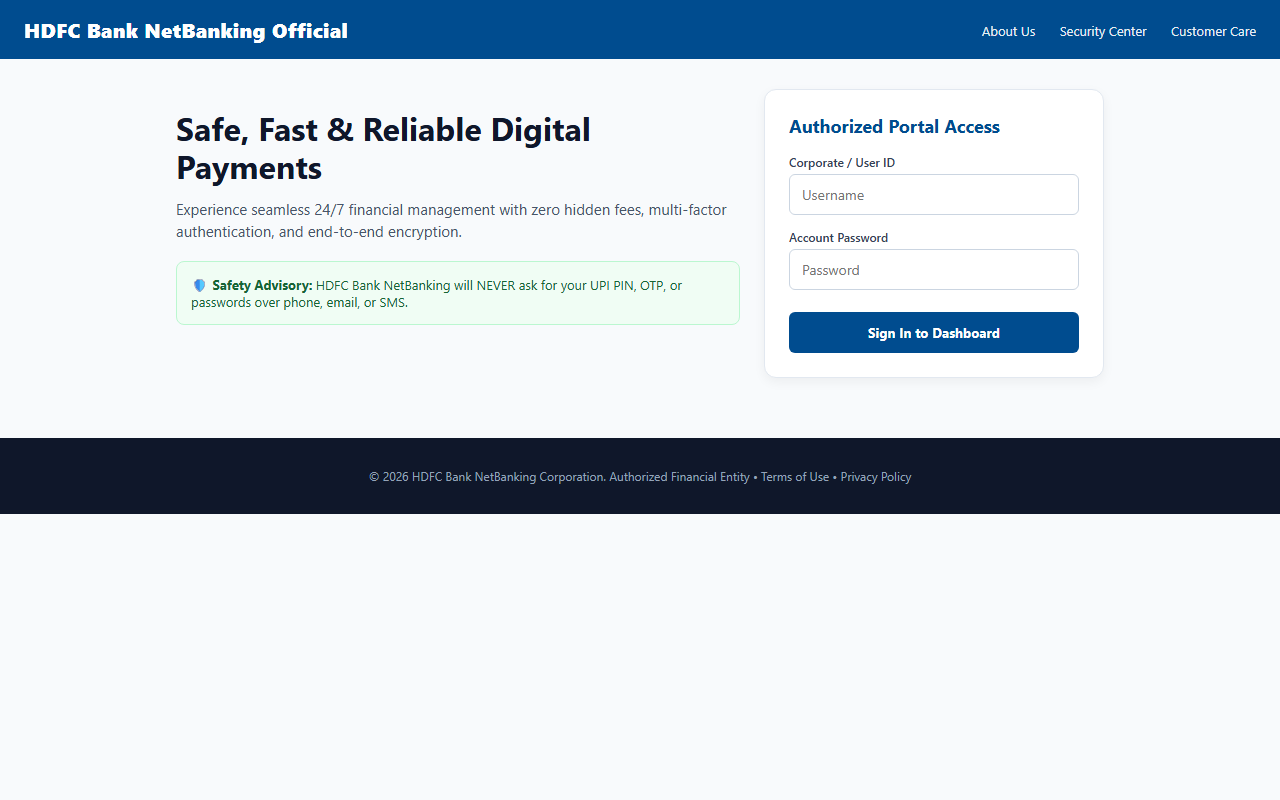 HDFC Bank NetBanking Official
About Us
Security Center
Customer Care
Safe, Fast & Reliable Digital
Payments
Experience seamless 24/7 financial management with zero hidden fees, multi-factor
authentication, and end-to-end encryption.
Safety Advisory: HDFC Bank NetBanking will NEVER ask for your UPI PIN, OTP, or
passwords over phone, email, or SMS.
Authorized Portal Access
Corporate / User ID
Username
Account Password
Password
Sign In to Dashboard
© 2026 HDFC Bank NetBanking Corporation. Authorized Financial Entity • Terms of Use • Privacy Policy